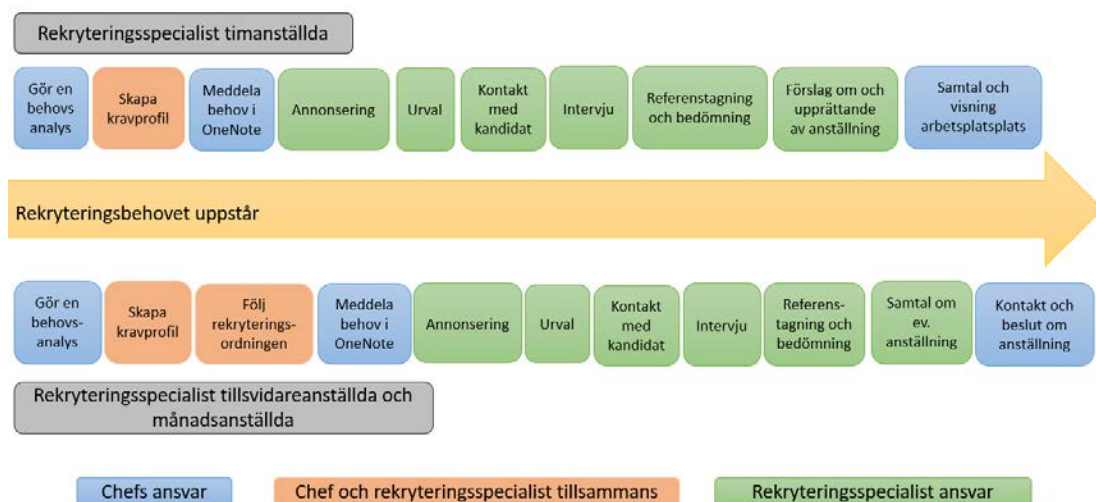 Rekryteringsspecialist timanställda
Gör en
behovs
analys
Skapa
kravprofil
Meddela
behov i
OneNote
Annonsering
Urval
Kontakt
med
kandidat
Intervju
Referenstagning
och bedömning
Förslag om och
upprättande
av anställning
Samtal och
visning
arbetsplatsplats
Rekryteringsbehovet uppstår
Gör en
behovs-
analys
Skapa
kravprofil
Följ
rekryterings-
ordningen
Meddela
behov i
OneNote
Annonsering
Urval
Kontakt
med
kandidat
Intervju
Referens-
tagning och
bedömning
Samtal om
ev.
anställning
Kontakt och
beslut om
anställning
Rekryteringsspecialist tillsvidareanställda och
månadsanställda
Chefs ansvar
Chef och rekryteringsspecialist tillsammans
Rekryteringsspecialist ansvar